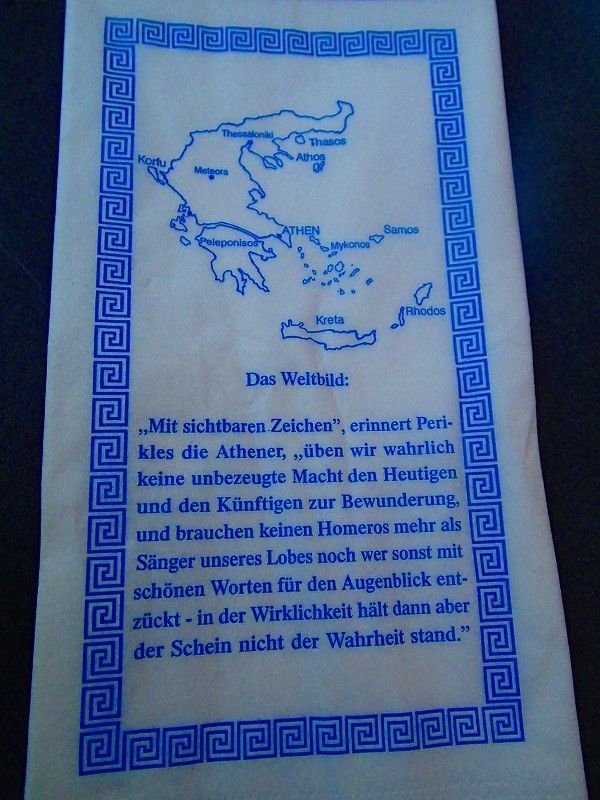 Thessaloniki
Thasos
Korfu
Athos
Meteora
ATHEN
Samos
Peleponisos
Mykonos
Rhodos
Kreta
Das Weltbild:
„Mit sichtbaren Zeichen”, erinnert Peri-
kles die Athener, „üben wir wahrlich
keine unbezeugte Macht den Heutigen
und den Künftigen zur Bewunderung,
und brauchen keinen Homeros mehr als
Sänger unseres Lobes noch wer sonst mit
schönen Worten für den Augenblick ent-
zückt - in der Wirklichkeit hält dann aber
der Schein nicht der Wahrheit stand.”